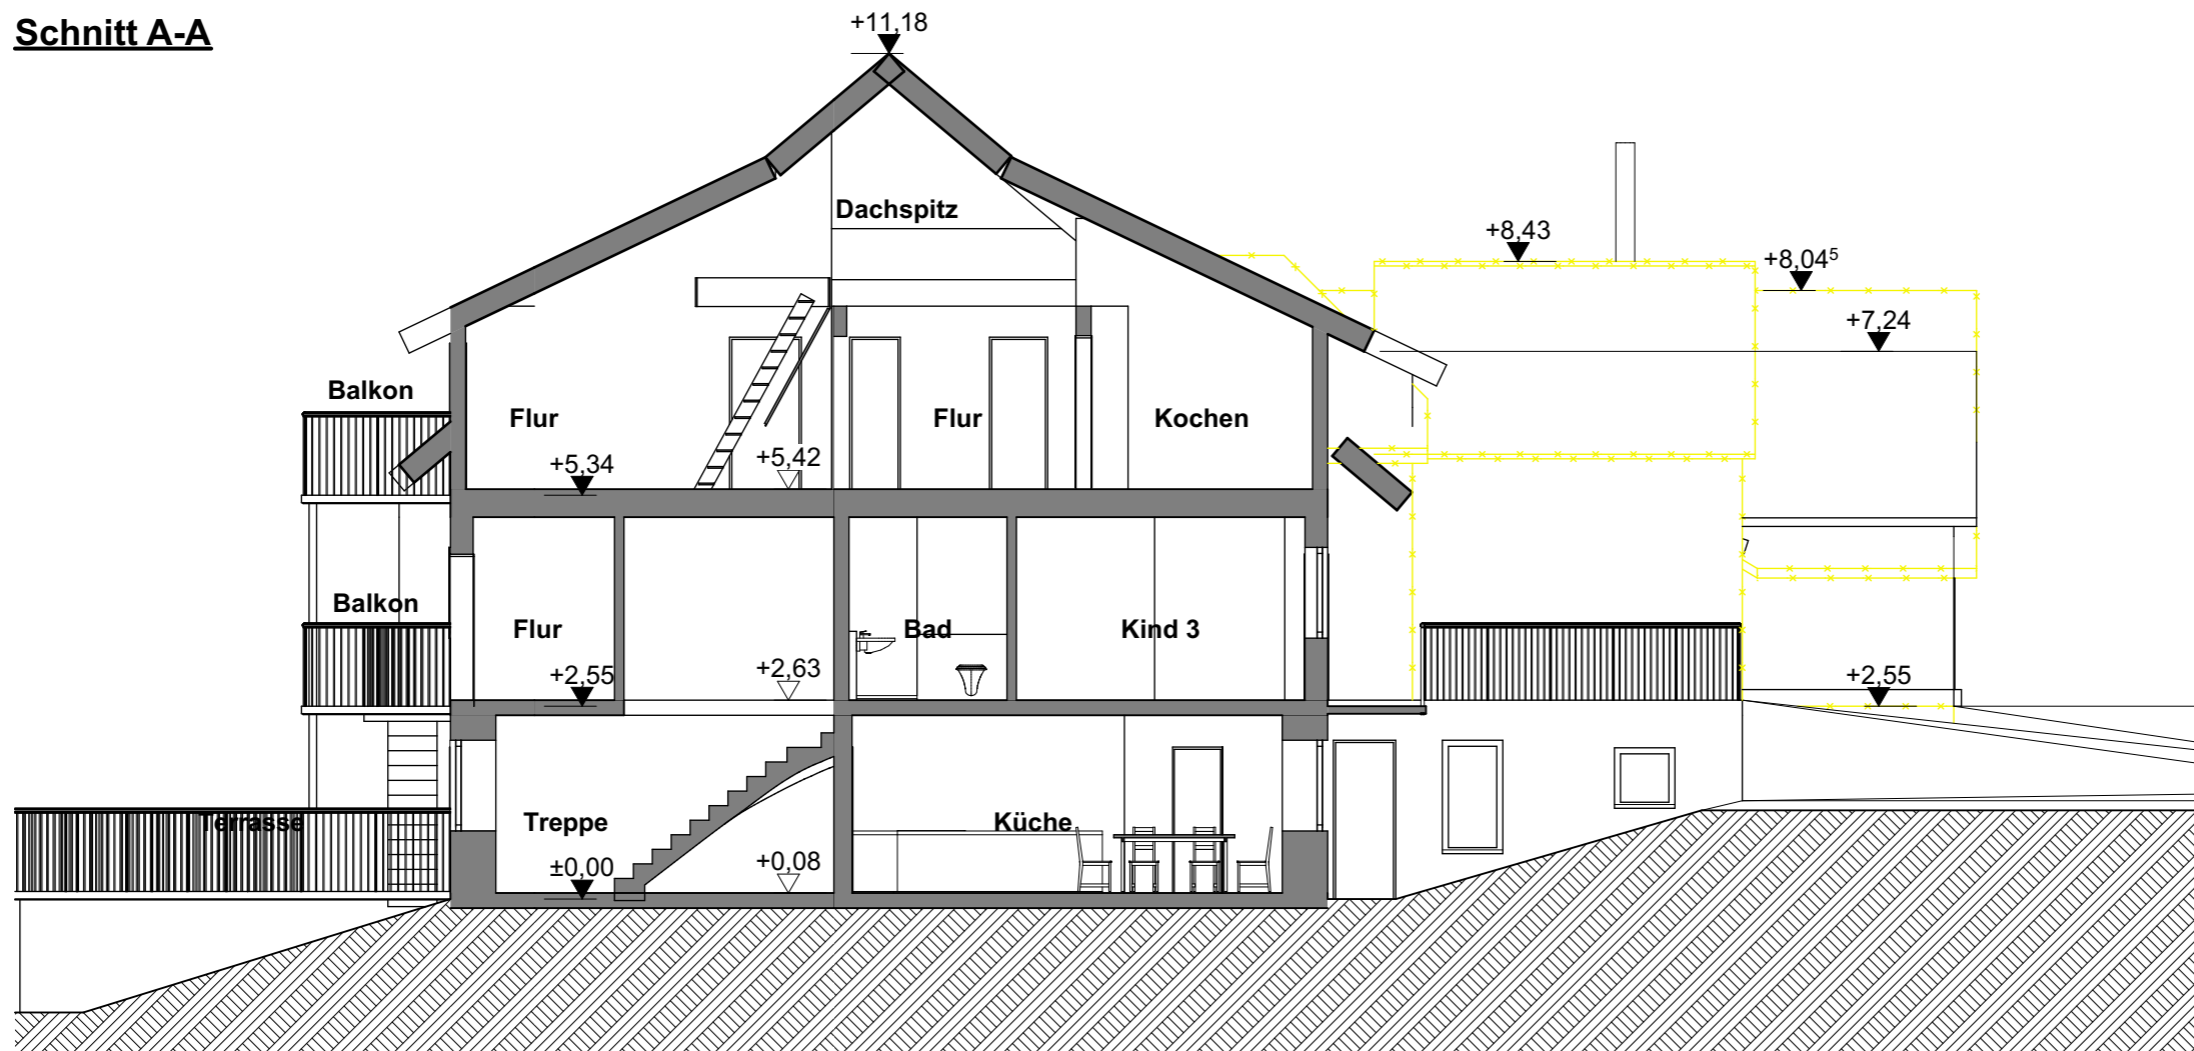 Schnitt A-A
+11,18
Dachspitz
+8,43
+8,04⁵
+7,24
Balkon
Flur
Flur
Kochen
+5,34
+5,42
Balkon
Flur
Bad
Kind 3
+2,55
+2,63
+2,55
Terrasse
Treppe
Küche
±0,00
+0,08